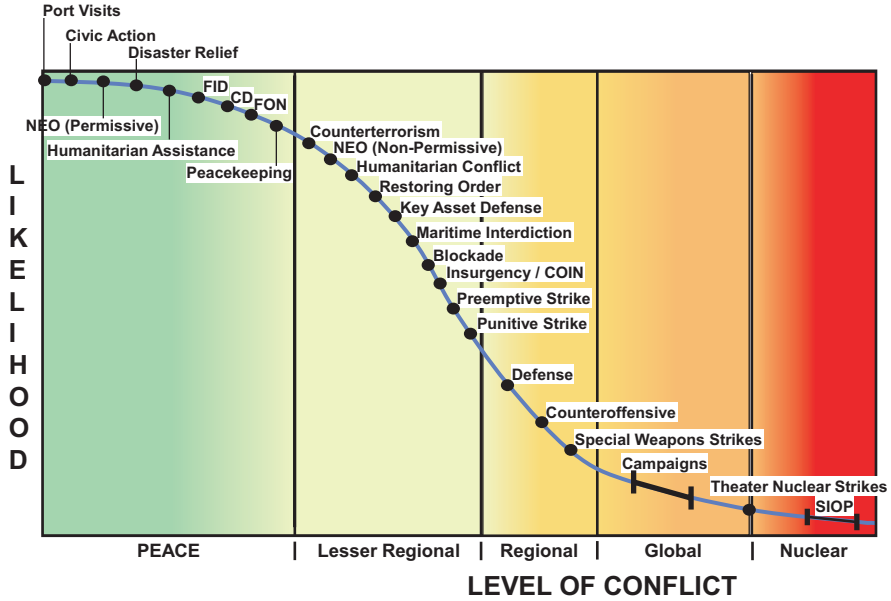 Port Visits
Civic Action
Disaster Relief
FID
CD
FON
NEO (Permissive)
Humanitarian Assistance
Peacekeeping
Counterterrorism
NEO (Non-Permissive)
Humanitarian Conflict
Restoring Order
Key Asset Defense
Maritime Interdiction
Blockade
Insurgency / COIN
Preemptive Strike
Punitive Strike
Defense
Counteroffensive
Special Weapons Strikes
Campaigns
Theater Nuclear Strikes
SIOP
LIKELIHOOD
PEACE | Lesser Regional | Regional | Global | Nuclear
LEVEL OF CONFLICT